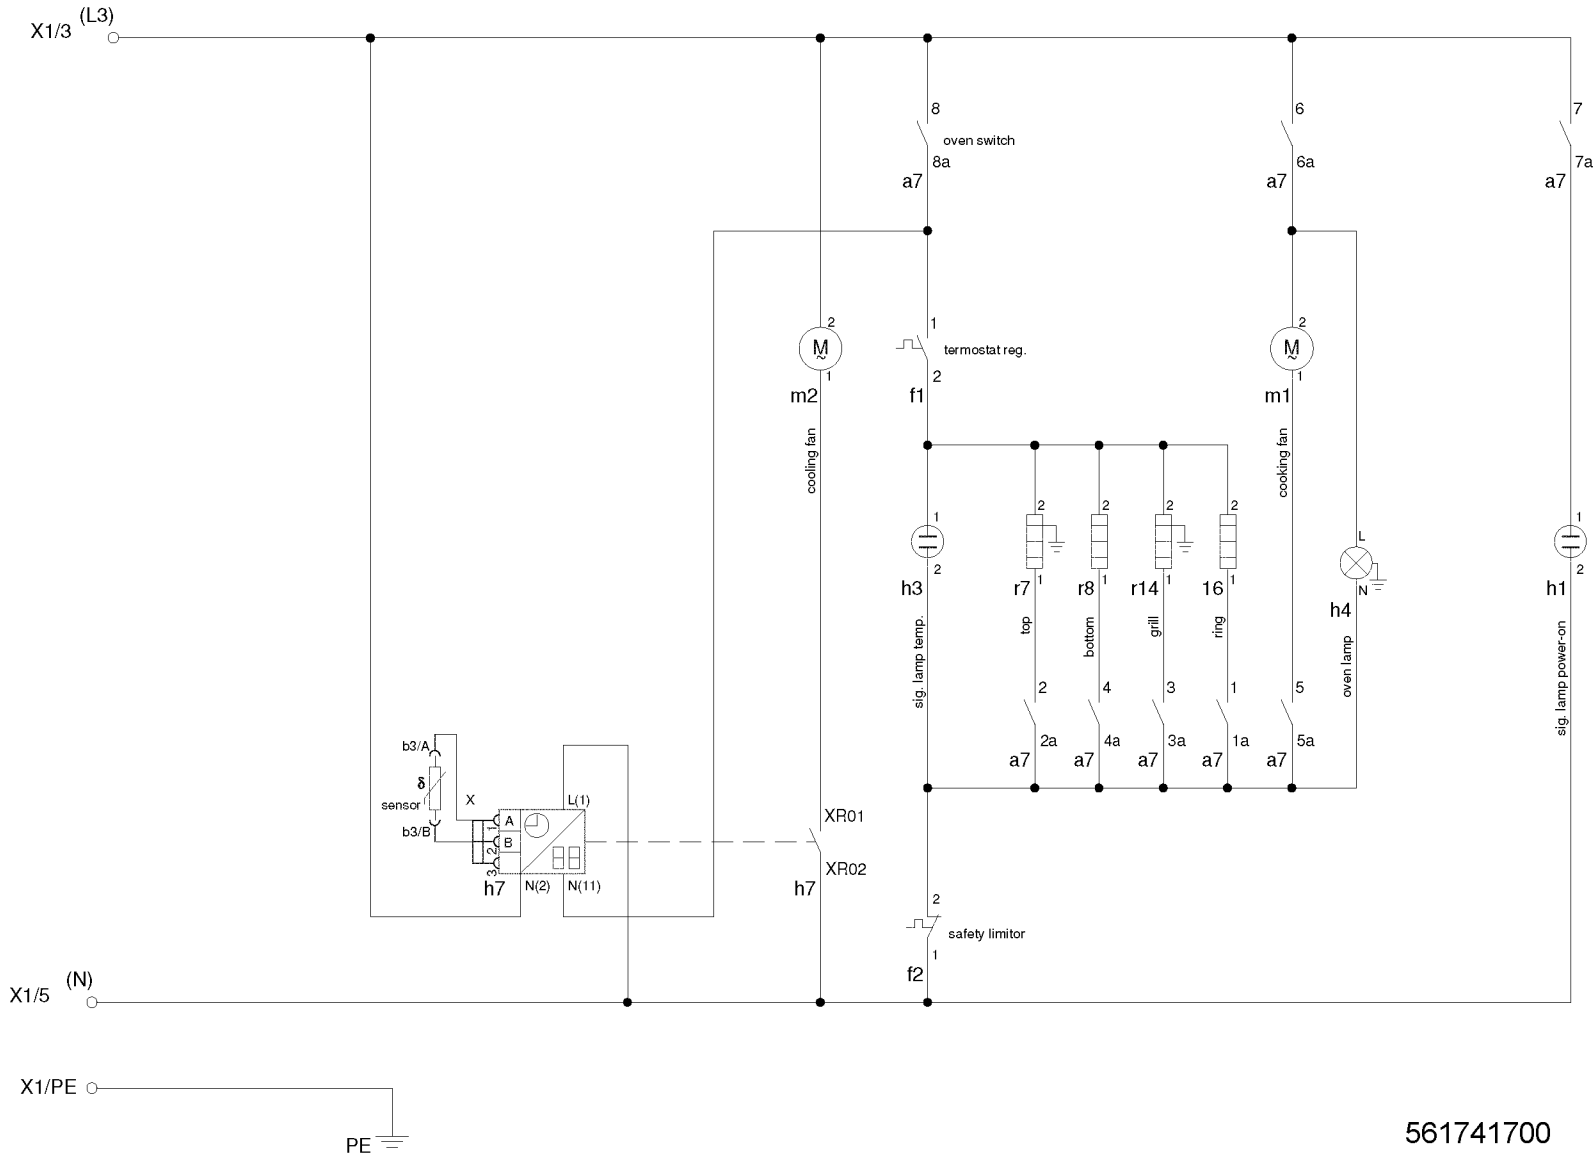 (L3)
X1/3
8
6
7
oven switch
8a
6a
7a
a7
a7
a7
2
1
2
M
~
termostat reg.
M
~
1
2
1
m2
f1
m1
cooling fan
cooking fan
1
2
2
2
2
1
L
2
1
1
1
1
2
h3
r7
r8
r14
16
N
h1
h4
sig. lamp temp.
top
bottom
grill
ring
oven lamp
sig. lamp power-on
2
4
3
1
5
2a
4a
3a
1a
5a
a7
a7
a7
a7
a7
b3/A
δ
sensor
X
L(1)
b3/B
A
1
B
2
3
XR01
XR02
h7
N(2)
N(11)
h7
2
safety limitor
1
f2
(N)
X1/5
X1/PE
PE
561741700